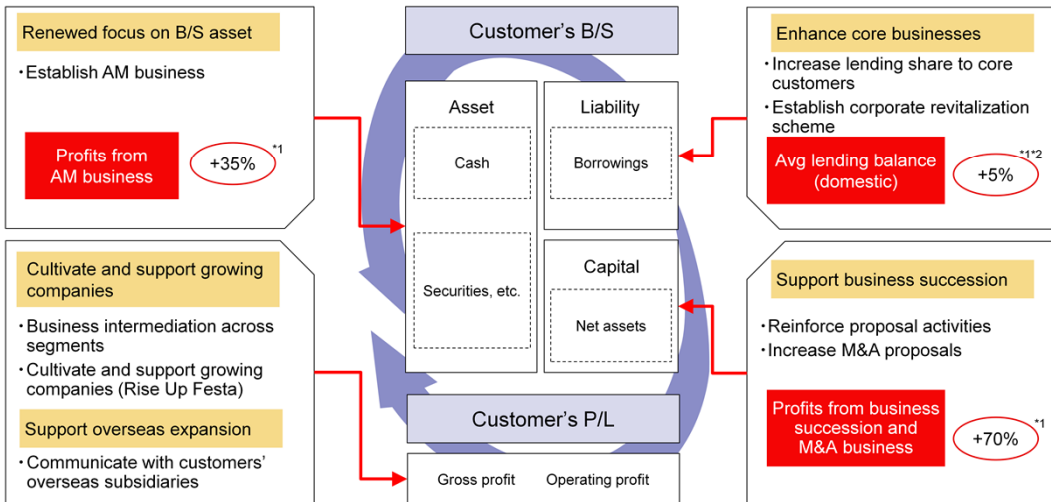 Renewed focus on B/S asset
・Establish AM business
Profits from
AM business
+35%
*1
Cultivate and support growing
companies
・Business intermediation across
segments
・Cultivate and support growing
companies (Rise Up Festa)
Support overseas expansion
・Communicate with customers’
overseas subsidiaries
Customer’s B/S
Asset
Cash
Securities, etc.
Liability
Borrowings
Capital
Net assets
Customer’s P/L
Gross profit
Operating profit
Enhance core businesses
・Increase lending share to core
customers
・Establish corporate revitalization
scheme
Avg lending balance
(domestic)
+5%
*1*2
Support business succession
・Reinforce proposal activities
・Increase M&A proposals
Profits from business
succession and
M&A business
+70%
*1